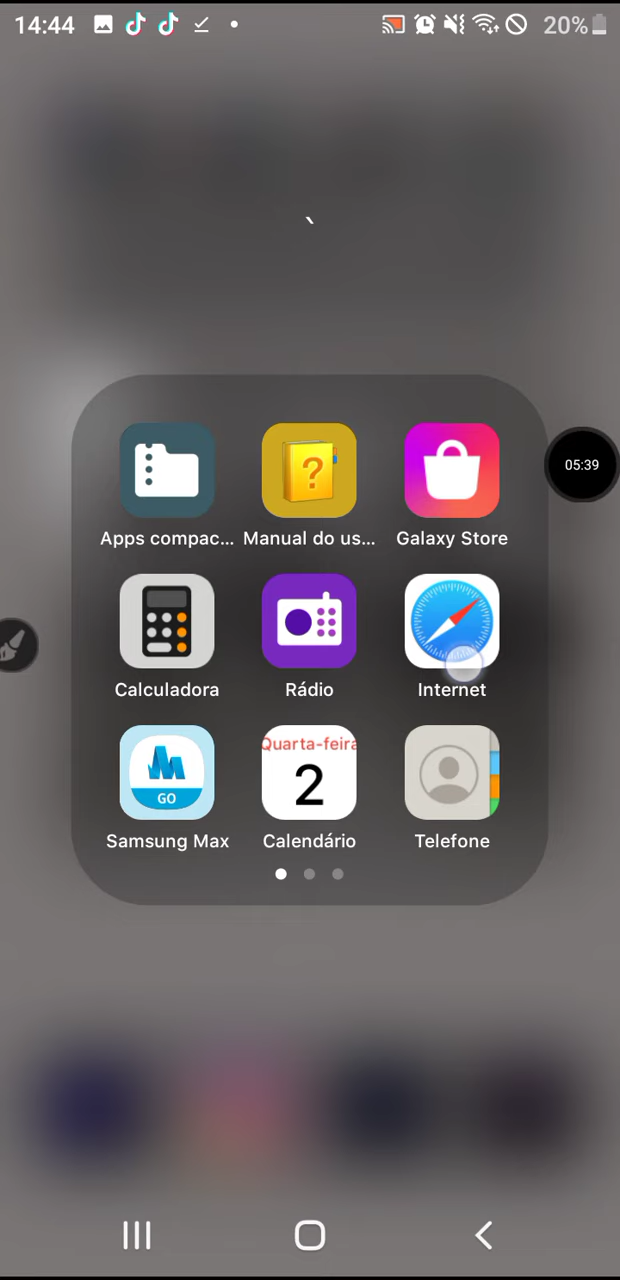 14:44
20%
`
05:39
Apps compac... Manual do us... Galaxy Store
Calculadora Rádio Internet
GO
Quarta-feira
2
Samsung Max Calendário Telefone